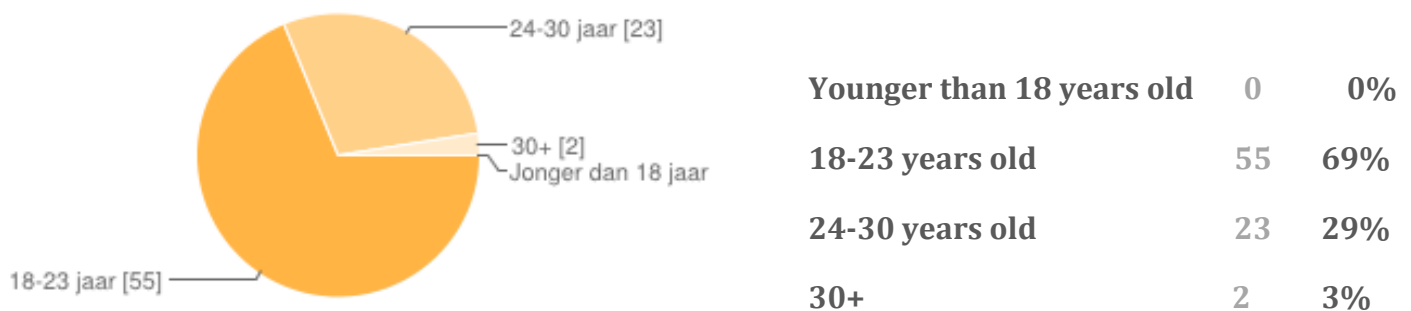 24-30 jaar [23]
30+ [2]
Jonger dan 18 jaar
18-23 jaar [55]
Younger than 18 years old 0 0%
18-23 years old 55 69%
24-30 years old 23 29%
30+ 2 3%